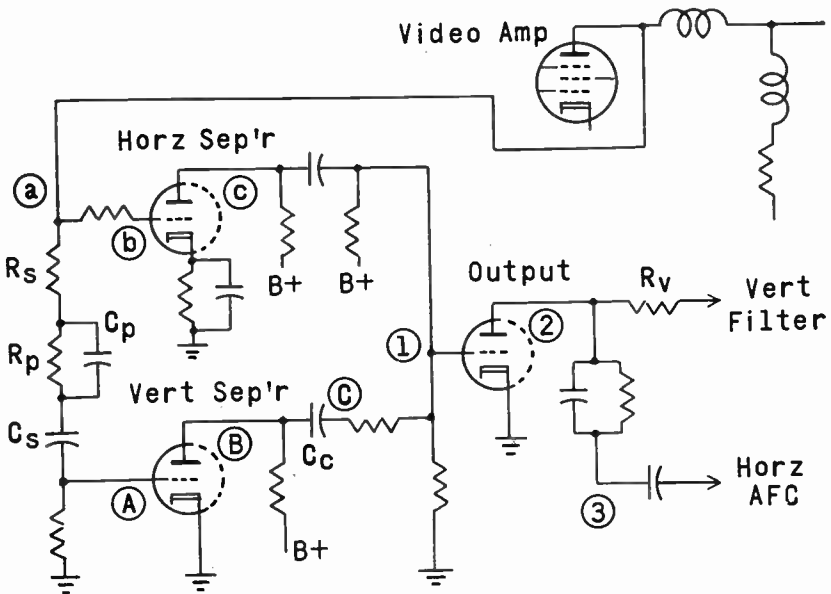 Video Amp
Horz Sep'r
ⓐ
ⓒ
ⓑ
Rs
B+
B+
Output
Rv
Vert
Filter
Cp
Rp
①
②
Vert Sep'r
Ⓒ
Ⓑ
Cs
Cc
Horz
AFC
Ⓐ
③
B+